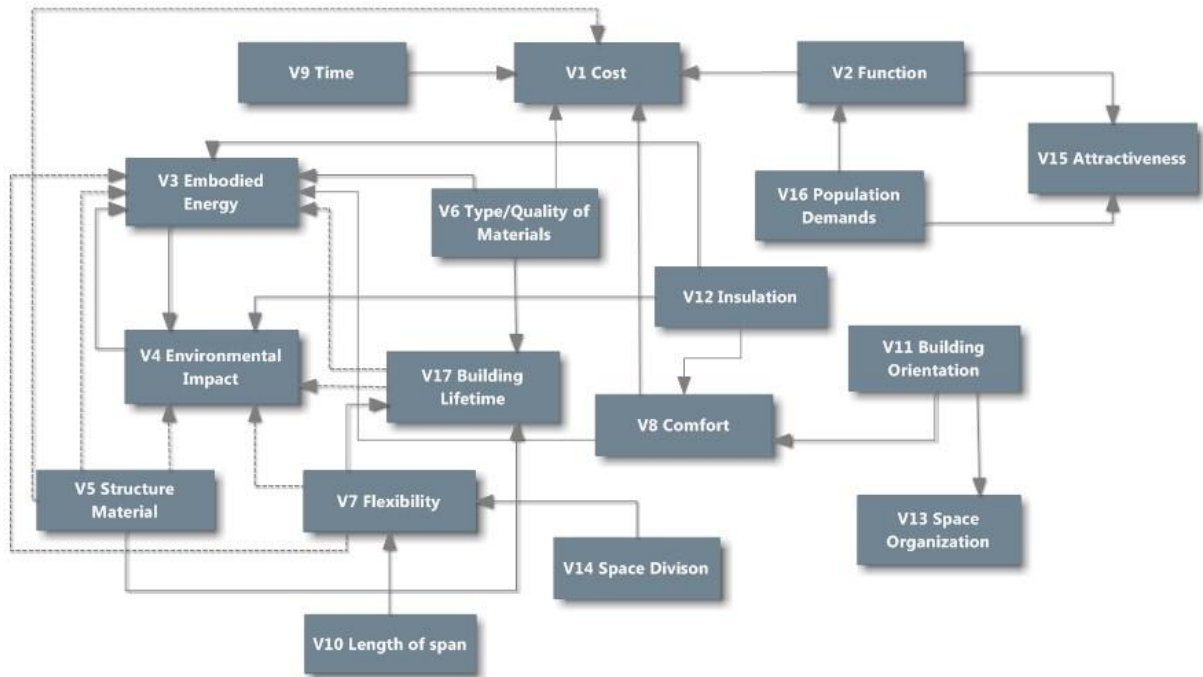 V9 Time
V1 Cost
V2 Function
V15 Attractiveness
V3 Embodied
Energy
V6 Type/Quality of
Materials
V16 Population
Demands
V12 Insulation
V4 Environmental
Impact
V17 Building
Lifetime
V11 Building
Orientation
V8 Comfort
V5 Structure
Material
V7 Flexibility
V13 Space
Organization
V14 Space Divison
V10 Length of span